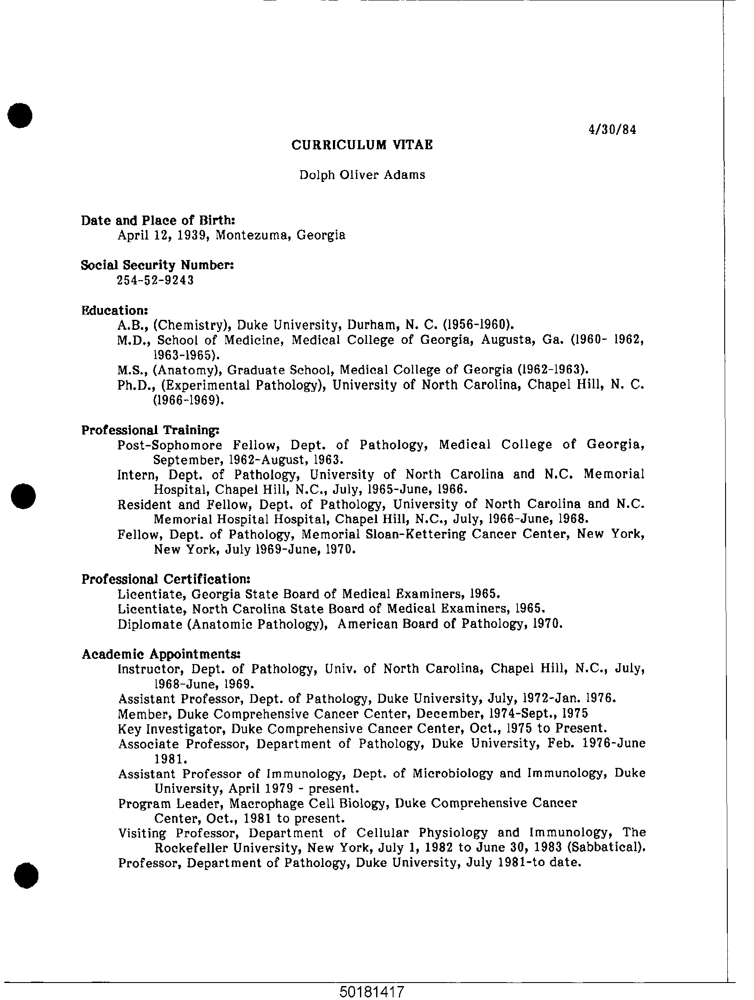 4/30/84
CURRICULUM VITAE
Dolph Oliver Adams
Date and Place of Birth:
April 12, 1939, Montezuma, Georgia
Social Security Number:
254-52-9243
Education:
A.B., (Chemistry), Duke University, Durham, N. C. (1956-1960).
M.D., School of Medicine, Medical College of Georgia, Augusta, Ga. (1960- 1962,
1963-1965).
M.S., (Anatomy), Graduate School, Medical College of Georgia (1962-1963).
Ph.D., (Experimental Pathology), University of North Carolina, Chapel Hill, N. C.
(1966-1969).
Professional Training:
Post-Sophomore Fellow, Dept. of Pathology, Medical College of Georgia,
September, 1962-August, 1963.
Intern, Dept. of Pathology, University of North Carolina and N.C. Memorial
Hospital, Chapel Hill, N.C., July, 1965-June, 1966.
Resident and Fellow, Dept. of Pathology, University of North Carolina and N.C.
Memorial Hospital Hospital, Chapel Hill, N.C., July, 1966-June, 1968.
Fellow, Dept. of Pathology, Memorial Sloan-Kettering Cancer Center, New York,
New York, July 1969-June, 1970.
Professional Certification:
Licentiate, Georgia State Board of Medical Examiners, 1965.
Licentiate, North Carolina State Board of Medical Examiners, 1965.
Diplomate (Anatomic Pathology), American Board of Pathology, 1970.
Academic Appointments:
Instructor, Dept. of Pathology, Univ. of North Carolina, Chapel Hill, N.C., July,
1968-June, 1969.
Assistant Professor, Dept. of Pathology, Duke University, July, 1972-Jan. 1976.
Member, Duke Comprehensive Cancer Center, December, 1974-Sept., 1975
Key Investigator, Duke Comprehensive Cancer Center, Oct., 1975 to Present.
Associate Professor, Department of Pathology, Duke University, Feb. 1976-June
1981.
Assistant Professor of Immunology, Dept. of Microbiology and Immunology, Duke
University, April 1979 - present.
Program Leader, Macrophage Cell Biology, Duke Comprehensive Cancer
Center, Oct., 1981 to present.
Visiting Professor, Department of Cellular Physiology and Immunology, The
Rockefeller University, New York, July 1, 1982 to June 30, 1983 (Sabbatical).
Professor, Department of Pathology, Duke University, July 1981-to date.
50181417